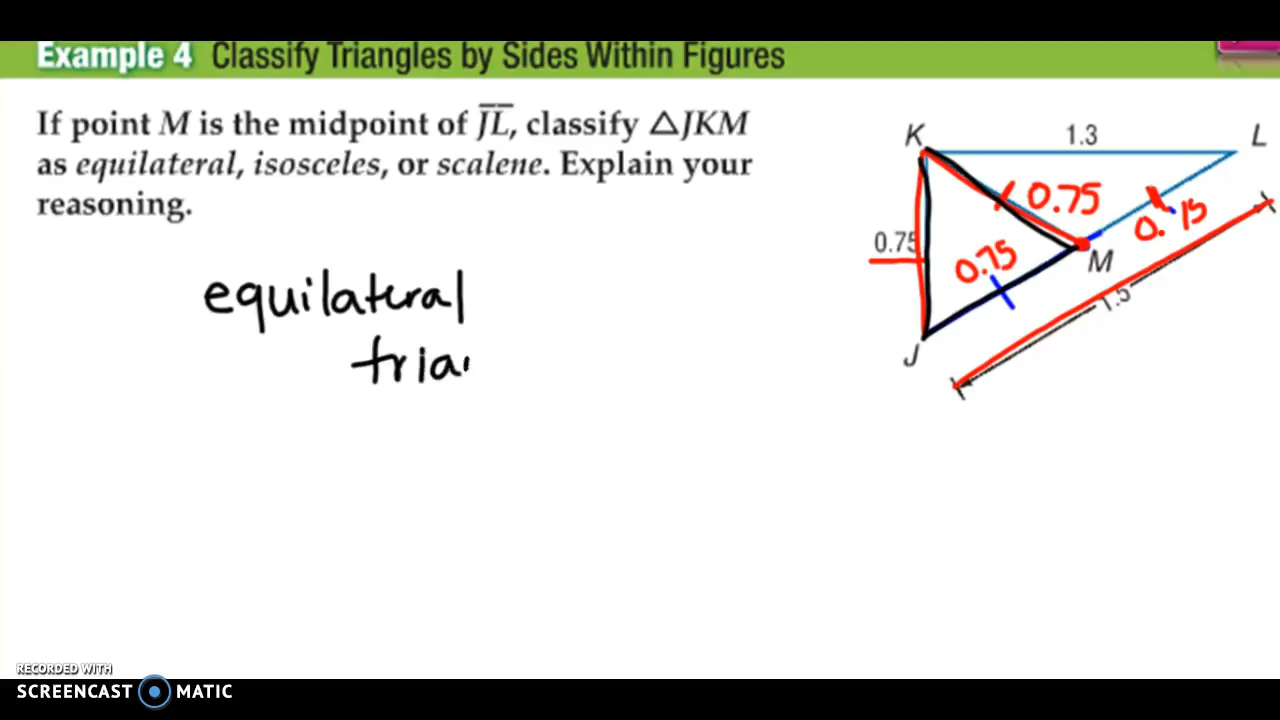 Example 4 Classify Triangles by Sides Within Figures
If point M is the midpoint of JL, classify △JKM
as equilateral, isosceles, or scalene. Explain your
reasoning.
equilateral
tria
K
1.3
L
0.75
0.75
0.75
0.75
M
1.5
J
RECORDED WITH
SCREENCAST MATIC